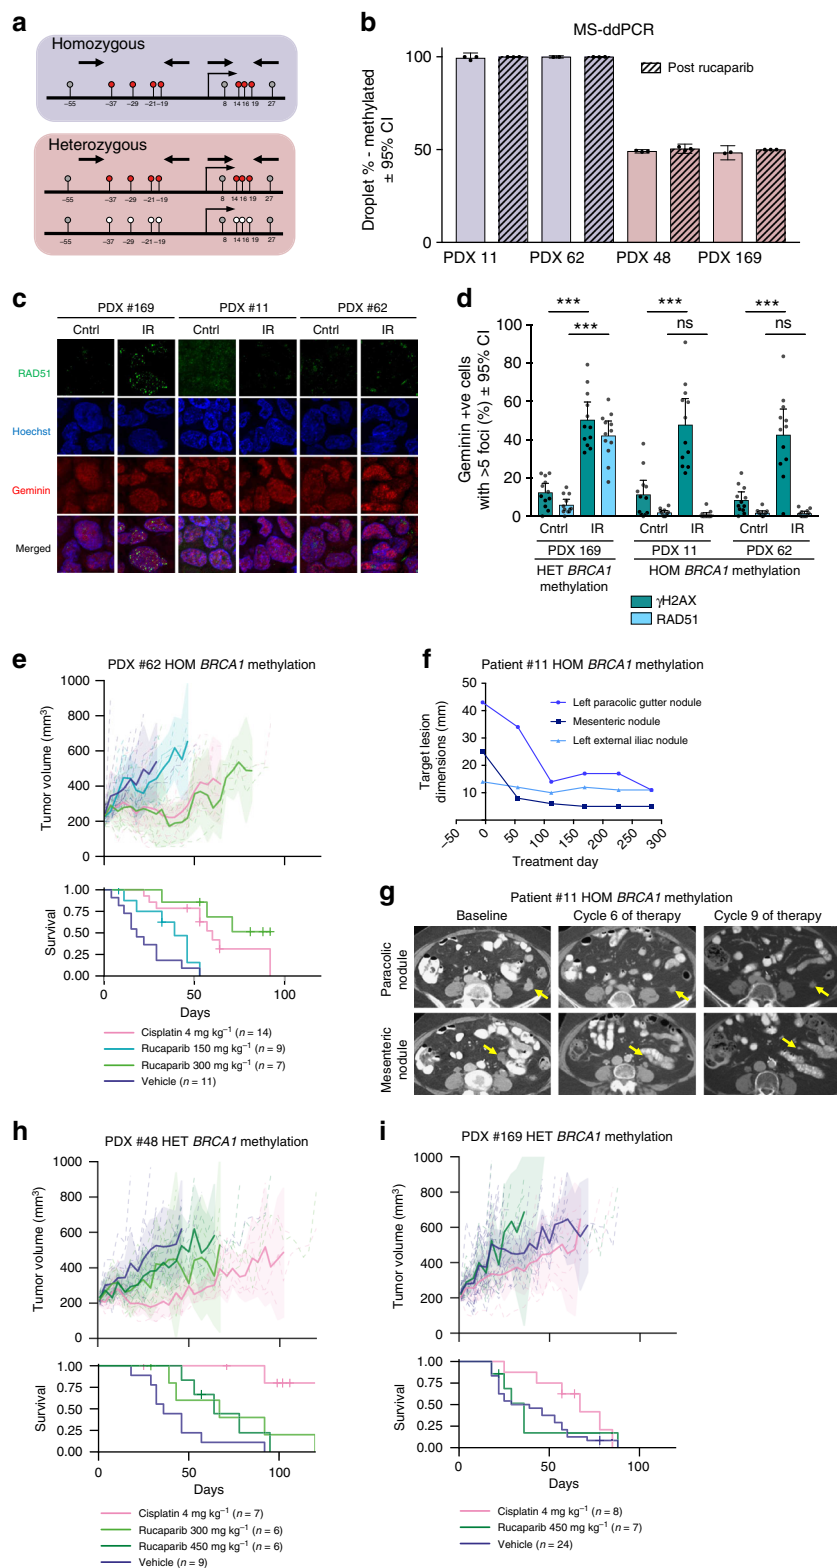 a
Homozygous
−55
−37
−29
−21
−19
8
14
16
19
27
Heterozygous
−55
−37
−29
−21
−19
8
14
16
19
27
−55
−37
−29
−21
−19
8
14
16
19
27
b
MS-ddPCR
Droplet % - methylated
± 95% CI
100
50
0
Post rucaparib
PDX 11
PDX 62
PDX 48
PDX 169
c
PDX #169
PDX #11
PDX #62
Cntrl
IR
Cntrl
IR
Cntrl
IR
RAD51
Hoechst
Geminin
Merged
d
Geminin +ve cells
with >5 foci (%) ± 95% CI
100
80
60
40
20
0
***
***
***
ns
***
ns
Cntrl
IR
Cntrl
IR
Cntrl
IR
PDX 169
PDX 11
PDX 62
HET BRCA1
methylation
HOM BRCA1 methylation
γH2AX
RAD51
e
PDX #62 HOM BRCA1 methylation
Tumor volume (mm³)
1000
800
600
400
200
0
Survival
1.00
0.75
0.50
0.25
0.00
0
50
100
Days
Cisplatin 4 mg kg⁻¹ (n = 14)
Rucaparib 150 mg kg⁻¹ (n = 9)
Rucaparib 300 mg kg⁻¹ (n = 7)
Vehicle (n = 11)
f
Patient #11 HOM BRCA1 methylation
Target lesion
dimensions (mm)
50
40
30
20
10
Left paracolic gutter nodule
Mesenteric nodule
Left external iliac nodule
−50
0
50
100
150
200
250
300
Treatment day
g
Patient #11 HOM BRCA1 methylation
Baseline
Cycle 6 of therapy
Cycle 9 of therapy
Paracolic
nodule
Mesenteric
nodule
h
PDX #48 HET BRCA1 methylation
Tumor volume (mm³)
1000
800
600
400
200
0
Survival
1.00
0.75
0.50
0.25
0.00
0
50
100
Days
Cisplatin 4 mg kg⁻¹ (n = 7)
Rucaparib 300 mg kg⁻¹ (n = 6)
Rucaparib 450 mg kg⁻¹ (n = 6)
Vehicle (n = 9)
i
PDX #169 HET BRCA1 methylation
Tumor volume (mm³)
1000
800
600
400
200
0
Survival
1.00
0.75
0.50
0.25
0.00
0
50
100
Days
Cisplatin 4 mg kg⁻¹ (n = 8)
Rucaparib 450 mg kg⁻¹ (n = 7)
Vehicle (n = 24)